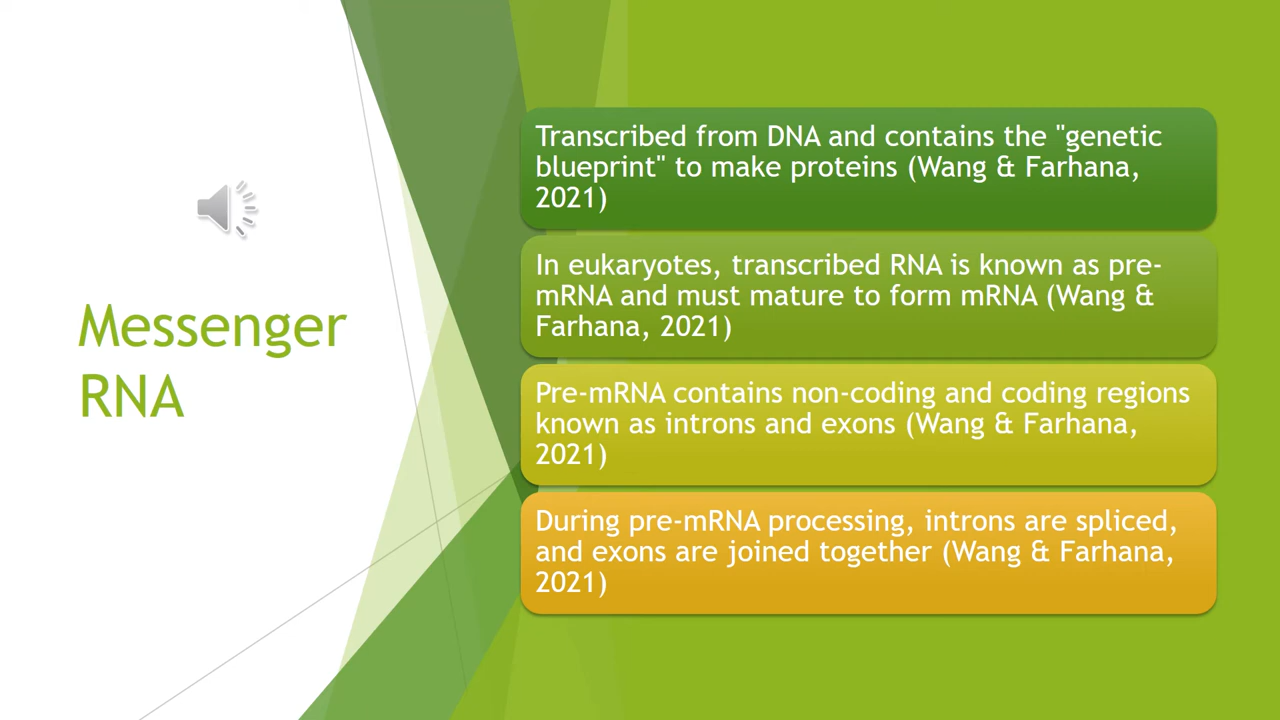 Messenger
RNA
Transcribed from DNA and contains the "genetic
blueprint" to make proteins (Wang & Farhana,
2021)
In eukaryotes, transcribed RNA is known as pre-
mRNA and must mature to form mRNA (Wang &
Farhana, 2021)
Pre-mRNA contains non-coding and coding regions
known as introns and exons (Wang & Farhana,
2021)
During pre-mRNA processing, introns are spliced,
and exons are joined together (Wang & Farhana,
2021)